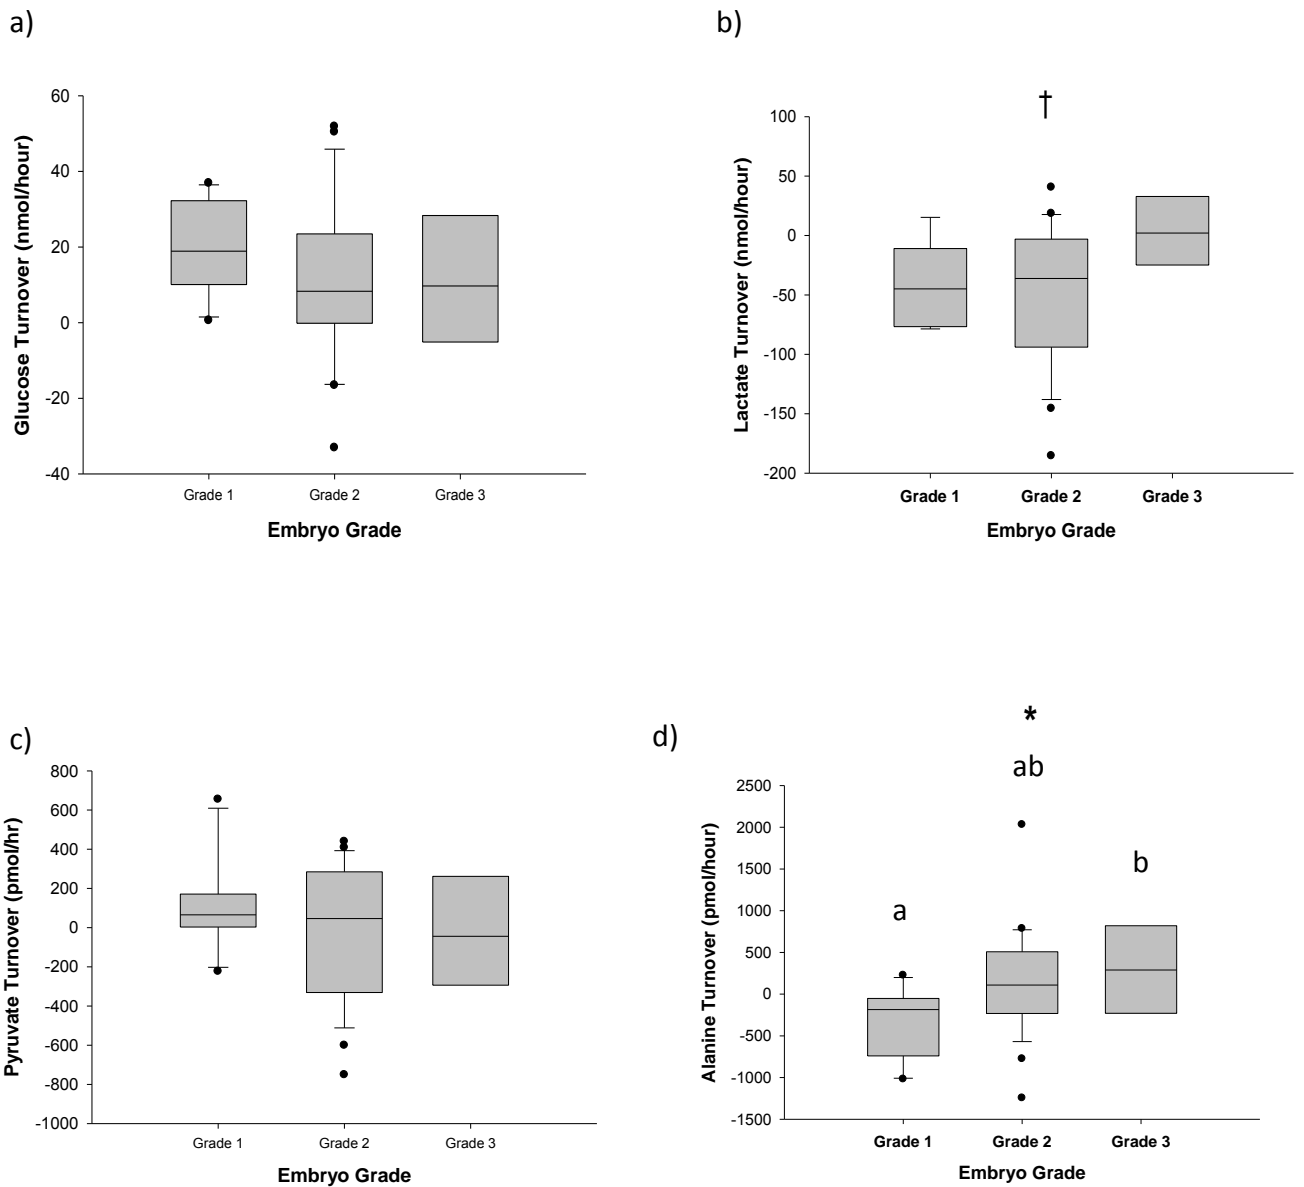 a)
Glucose Turnover (nmol/hour)
60
40
20
0
-20
-40
Grade 1 Grade 2 Grade 3
Embryo Grade
b)
†
Lactate Turnover (nmol/hour)
100
50
0
-50
-100
-150
-200
Grade 1 Grade 2 Grade 3
Embryo Grade
c)
Pyruvate Turnover (pmol/hr)
800
600
400
200
0
-200
-400
-600
-800
-1000
Grade 1 Grade 2 Grade 3
Embryo Grade
d)
*
ab
b
a
Alanine Turnover (pmol/hour)
2500
2000
1500
1000
500
0
-500
-1000
-1500
Grade 1 Grade 2 Grade 3
Embryo Grade